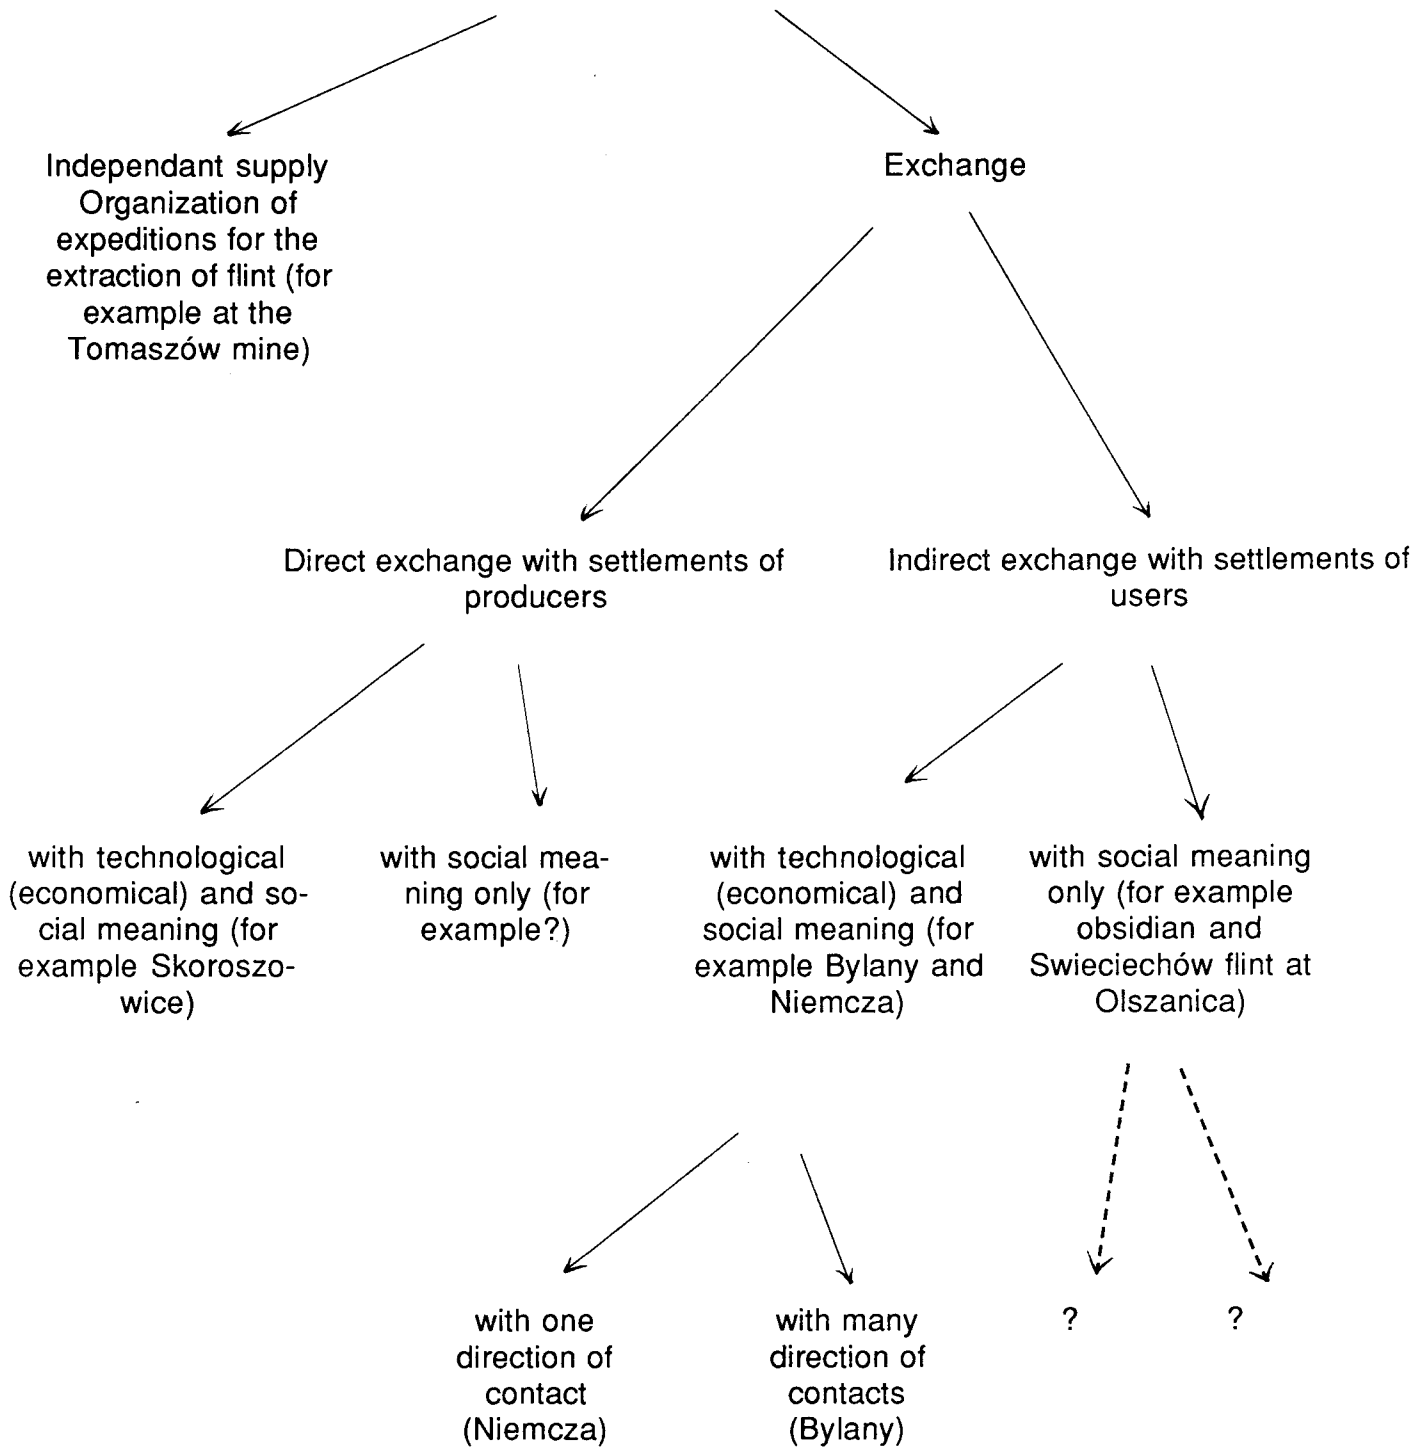 Independant supply
Organization of
expeditions for the
extraction of flint (for
example at the
Tomaszów mine)
Exchange
Direct exchange with settlements of
producers
Indirect exchange with settlements of
users
with technological
(economical) and so-
cial meaning (for
example Skoroszo-
wice)
with social mea-
ning only (for
example?)
with technological
(economical) and
social meaning (for
example Bylany and
Niemcza)
with social meaning
only (for example
obsidian and
Swieciechów flint at
Olszanica)
with one
direction of
contact
(Niemcza)
with many
direction of
contacts
(Bylany)
?
?